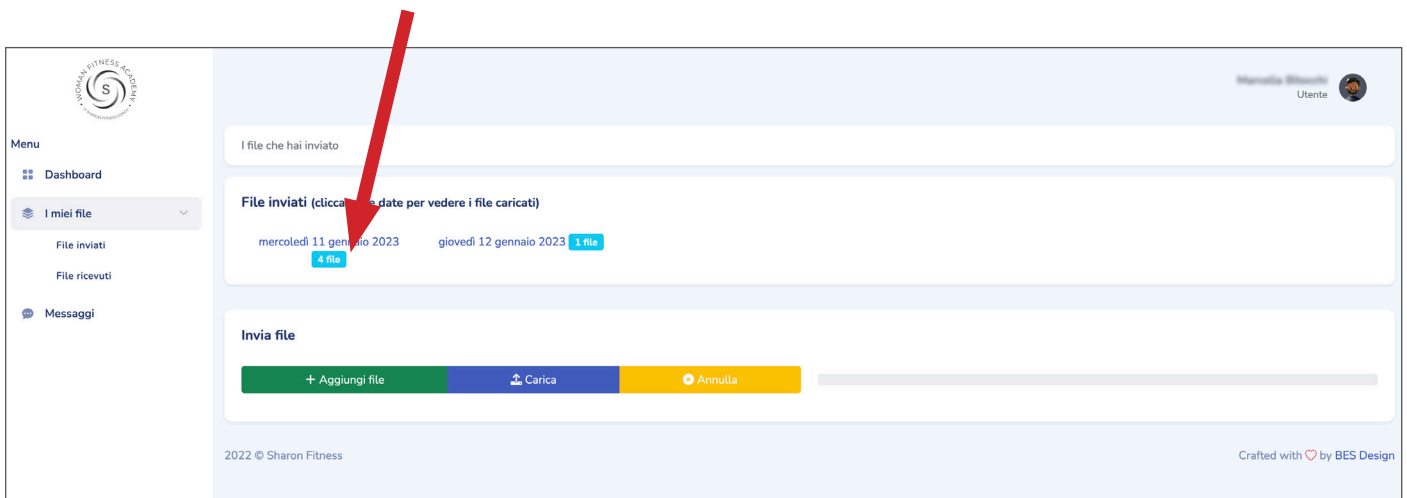 WOMAN FITNESS ACADEMY
S
Utente
Menu
I file che hai inviato
Dashboard
File inviati (clicca e date per vedere i file caricati)
I miei file
mercoledì 11 gennaio 2023
giovedì 12 gennaio 2023 1 file
4 file
File inviati
File ricevuti
Messaggi
Invia file
+ Aggiungi file
Carica
Annulla
2022 © Sharon Fitness
Crafted with by BES Design